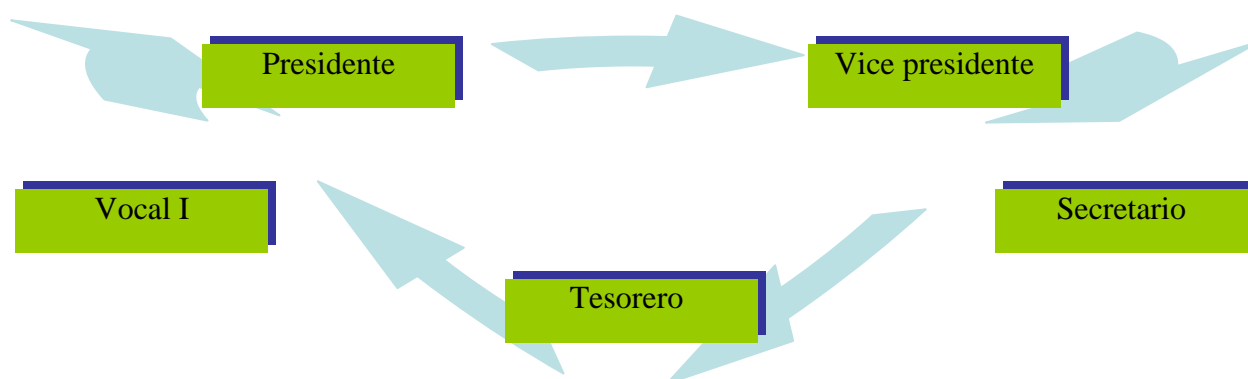 Presidente
Vice presidente
Vocal I
Secretario
Tesorero